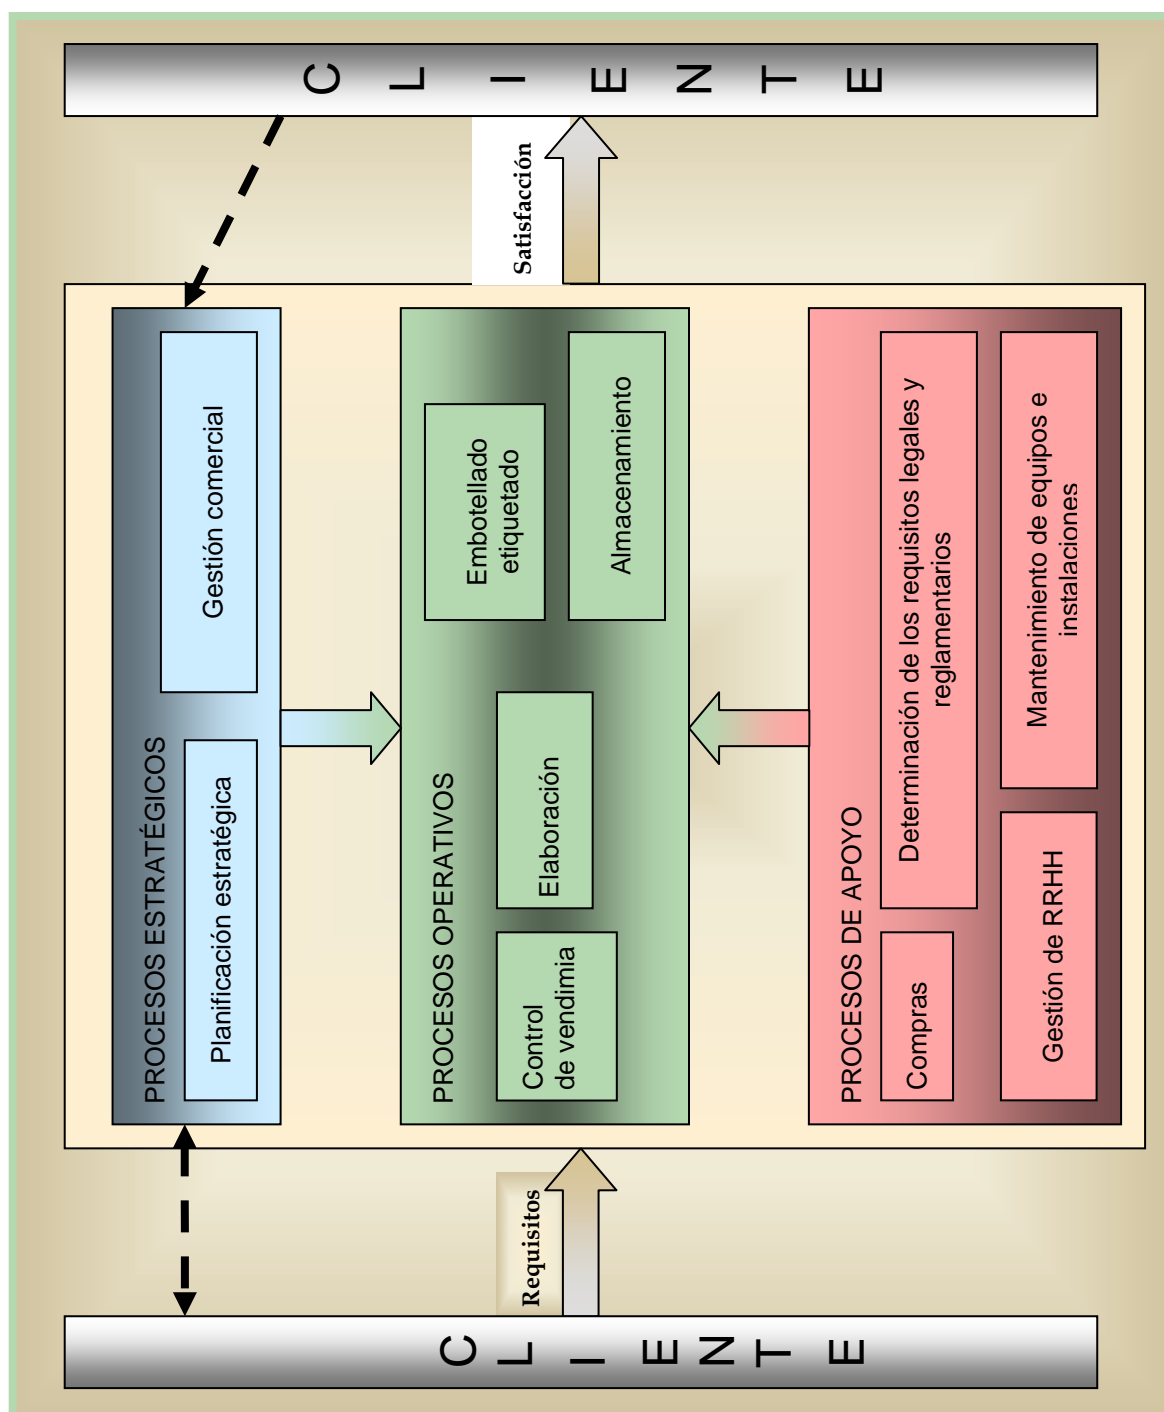 CLIENTE
Requisitos
PROCESOS ESTRATÉGICOS
Planificación estratégica
Gestión comercial
PROCESOS OPERATIVOS
Control
de vendimia
Elaboración
Embotellado
etiquetado
Almacenamiento
PROCESOS DE APOYO
Compras
Determinación de los requisitos legales y
reglamentarios
Gestión de RRHH
Mantenimiento de equipos e
instalaciones
Satisfacción
CLIENTE